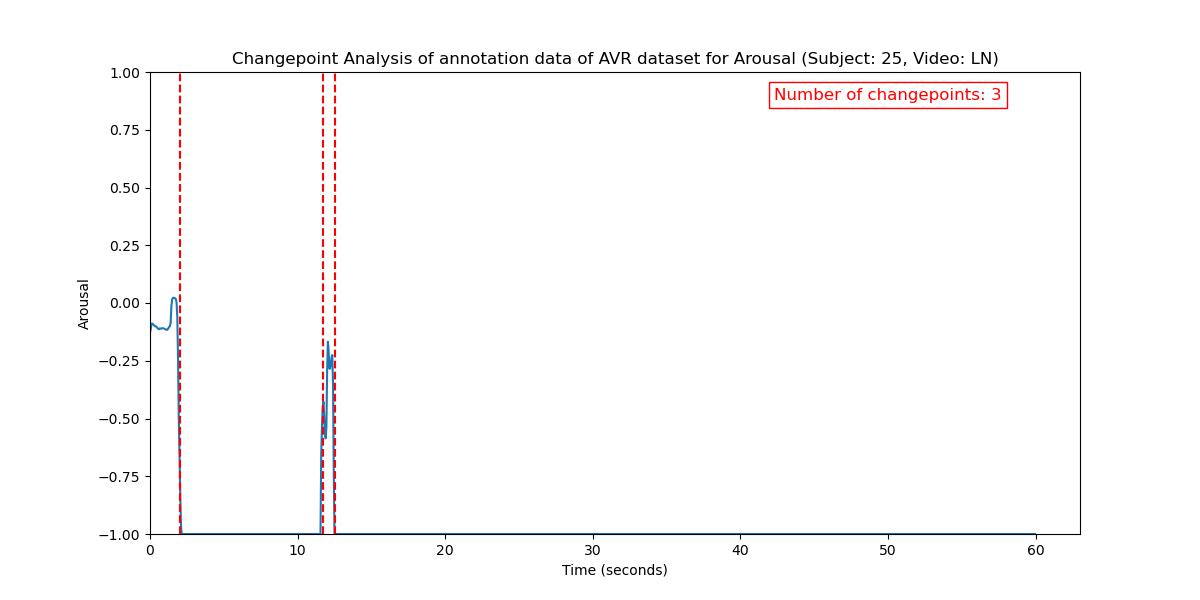 Changepoint Analysis of annotation data of AVR dataset for Arousal (Subject: 25, Video: LN)
Number of changepoints: 3
1.00
0.75
0.50
0.25
0.00
−0.25
−0.50
−0.75
−1.00
Arousal
0 10 20 30 40 50 60
Time (seconds)